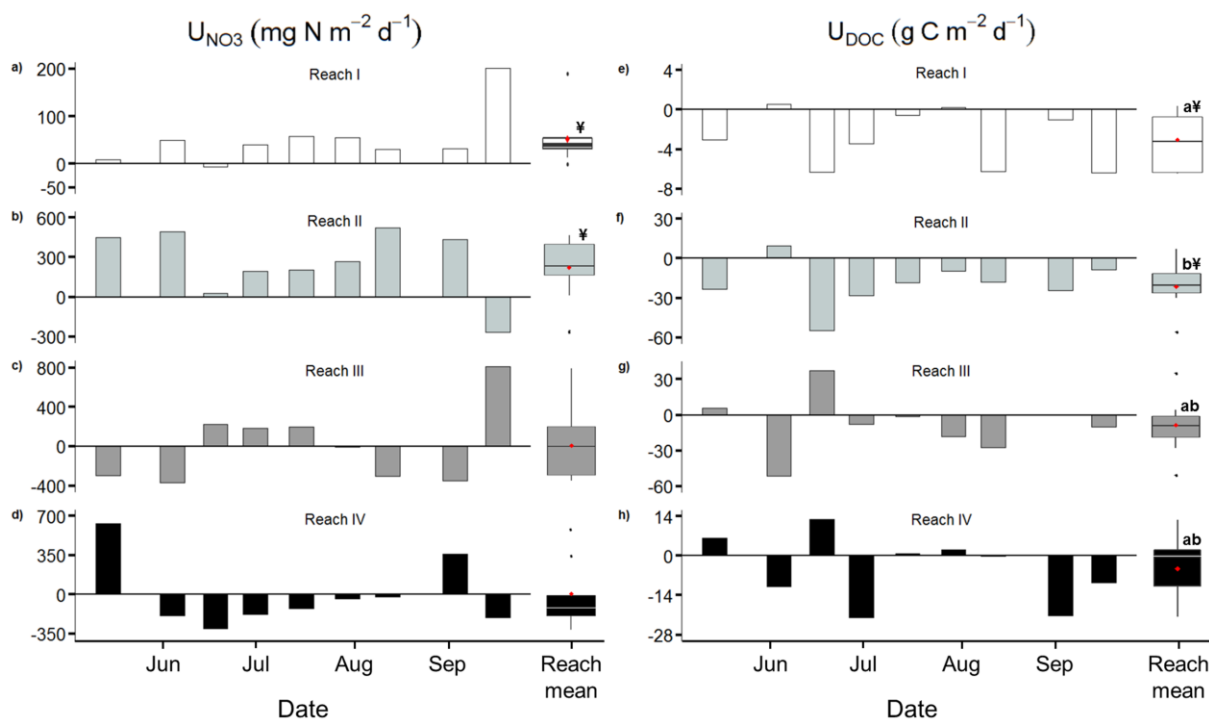 U_NO3 (mg N m⁻² d⁻¹)
U_DOC (g C m⁻² d⁻¹)
a)
Reach I
200
100
0
-50
¥
b)
Reach II
600
300
0
-300
¥
c)
Reach III
800
400
0
-400
d)
Reach IV
700
350
0
-350
Jun Jul Aug Sep Reach
mean
Date
e)
Reach I
4
0
-4
-8
a¥
f)
Reach II
30
0
-30
-60
b¥
g)
Reach III
30
0
-30
-60
ab
h)
Reach IV
14
0
-14
-28
ab
Jun Jul Aug Sep Reach
mean
Date